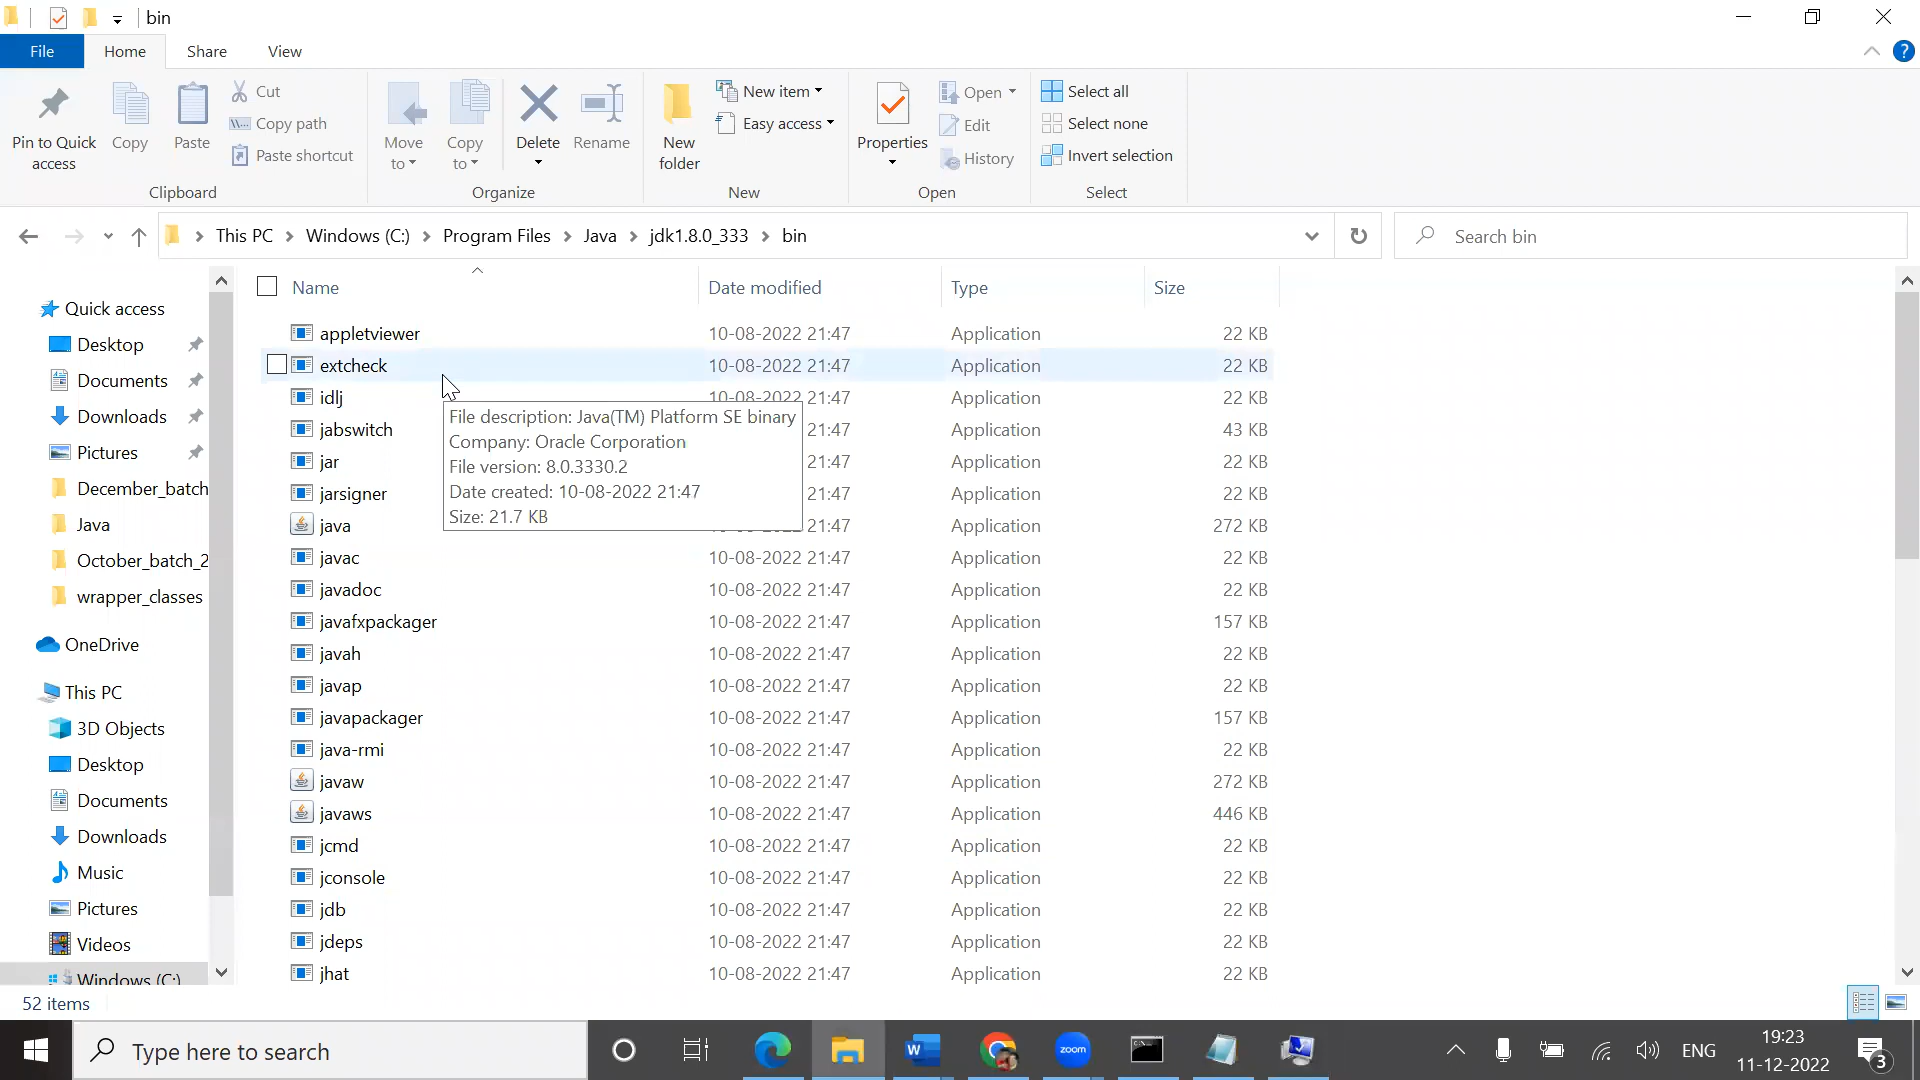 bin
File Home Share View
Pin to Quick access
Copy
Paste
Cut
Copy path
Paste shortcut
Clipboard
Move to
Copy to
Delete
Rename
Organize
New folder
New item
Easy access
New
Properties
Open
Edit
History
Open
Select all
Select none
Invert selection
Select
This PC Windows (C:) Program Files Java jdk1.8.0_333 bin
Search bin
Quick access
Desktop
Documents
Downloads
Pictures
December_batch
Java
October_batch_2
wrapper_classes
OneDrive
This PC
3D Objects
Desktop
Documents
Downloads
Music
Pictures
Videos
Windows (C:)
Name Date modified Type Size
appletviewer 10-08-2022 21:47 Application 22 KB
extcheck 10-08-2022 21:47 Application 22 KB
idlj 10-08-2022 21:47 Application 22 KB
jabswitch 21:47 Application 43 KB
jar 21:47 Application 22 KB
jarsigner 21:47 Application 22 KB
java 21:47 Application 272 KB
javac 10-08-2022 21:47 Application 22 KB
javadoc 10-08-2022 21:47 Application 22 KB
javafxpackager 10-08-2022 21:47 Application 157 KB
javah 10-08-2022 21:47 Application 22 KB
javap 10-08-2022 21:47 Application 22 KB
javapackager 10-08-2022 21:47 Application 157 KB
java-rmi 10-08-2022 21:47 Application 22 KB
javaw 10-08-2022 21:47 Application 272 KB
javaws 10-08-2022 21:47 Application 446 KB
jcmd 10-08-2022 21:47 Application 22 KB
jconsole 10-08-2022 21:47 Application 22 KB
jdb 10-08-2022 21:47 Application 22 KB
jdeps 10-08-2022 21:47 Application 22 KB
jhat 10-08-2022 21:47 Application 22 KB
File description: Java(TM) Platform SE binary
Company: Oracle Corporation
File version: 8.0.3330.2
Date created: 10-08-2022 21:47
Size: 21.7 KB
52 items
Type here to search
zoom
ENG
19:23
11-12-2022
3